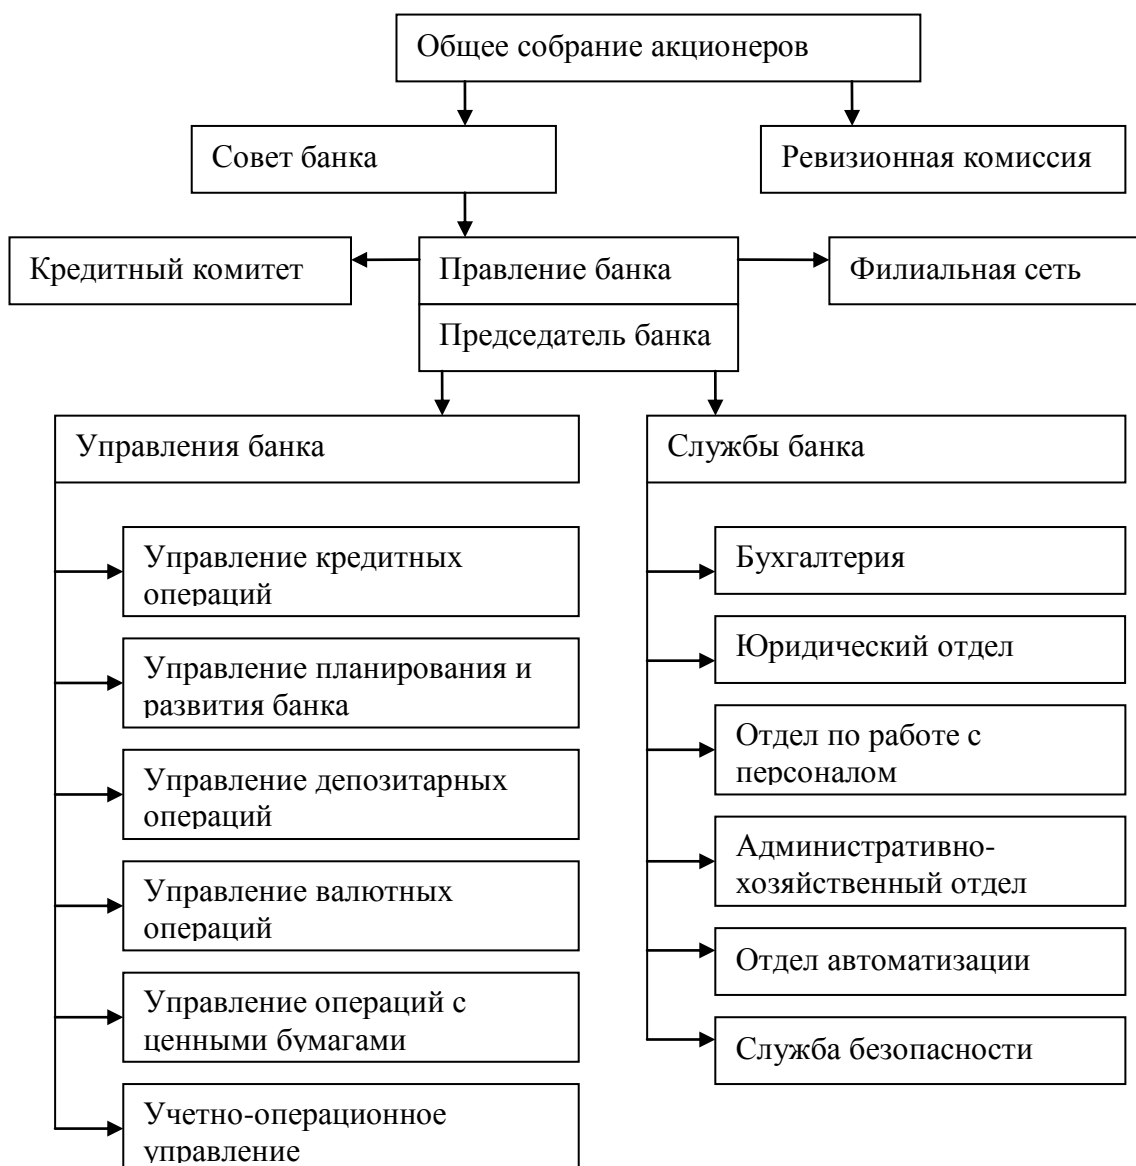 Общее собрание акционеров
Совет банка
Ревизионная комиссия
Кредитный комитет
Правление банка
Филиальная сеть
Председатель банка
Управления банка
Службы банка
Управление кредитных
операций
Управление планирования и
развития банка
Управление депозитарных
операций
Управление валютных
операций
Управление операций с
ценными бумагами
Учетно-операционное
управление
Бухгалтерия
Юридический отдел
Отдел по работе с
персоналом
Административно-
хозяйственный отдел
Отдел автоматизации
Служба безопасности